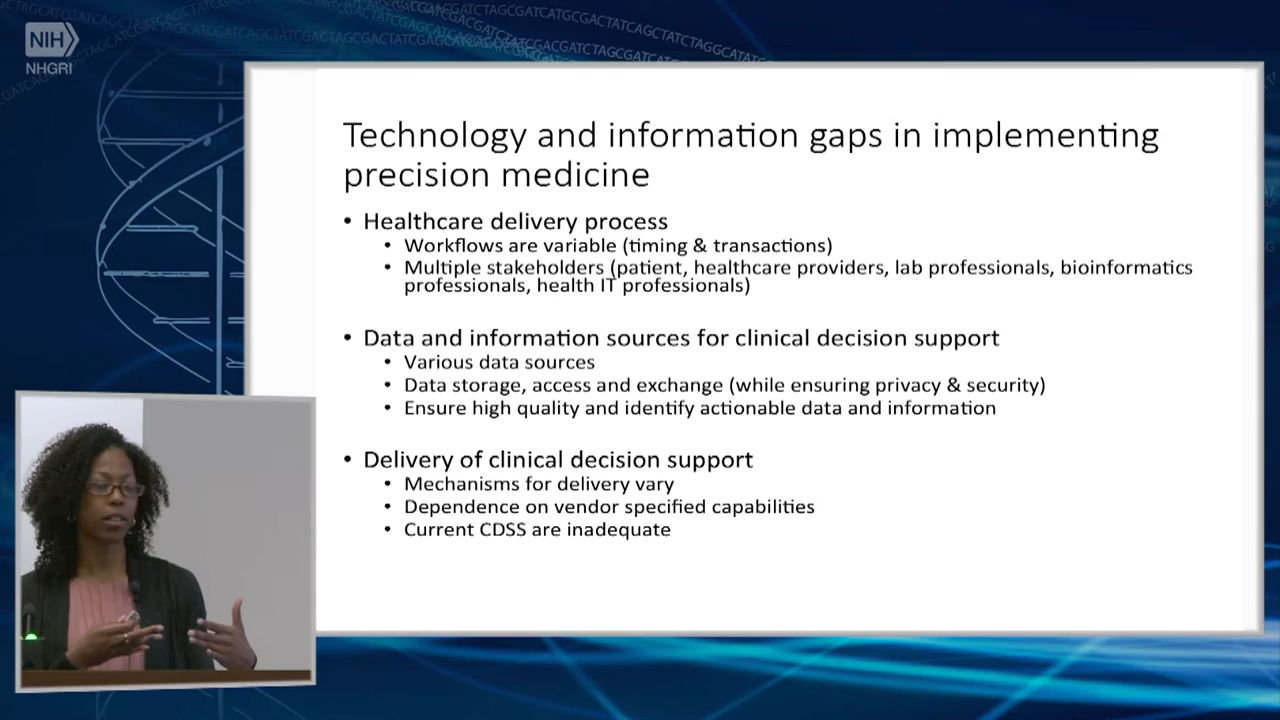 NIH
NHGRI
Technology and information gaps in implementing
precision medicine
• Healthcare delivery process
• Workflows are variable (timing & transactions)
• Multiple stakeholders (patient, healthcare providers, lab professionals, bioinformatics
professionals, health IT professionals)
• Data and information sources for clinical decision support
• Various data sources
• Data storage, access and exchange (while ensuring privacy & security)
• Ensure high quality and identify actionable data and information
• Delivery of clinical decision support
• Mechanisms for delivery vary
• Dependence on vendor specified capabilities
• Current CDSS are inadequate